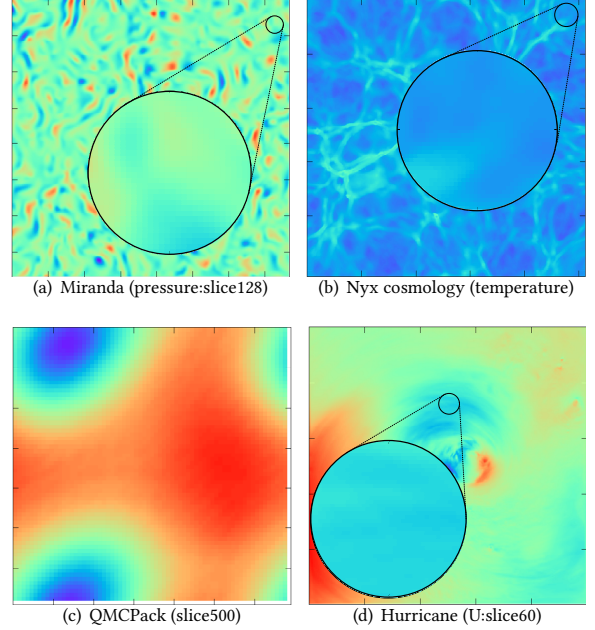 (a) Miranda (pressure:slice128)
(b) Nyx cosmology (temperature)
(c) QMCPack (slice500)
(d) Hurricane (U:slice60)